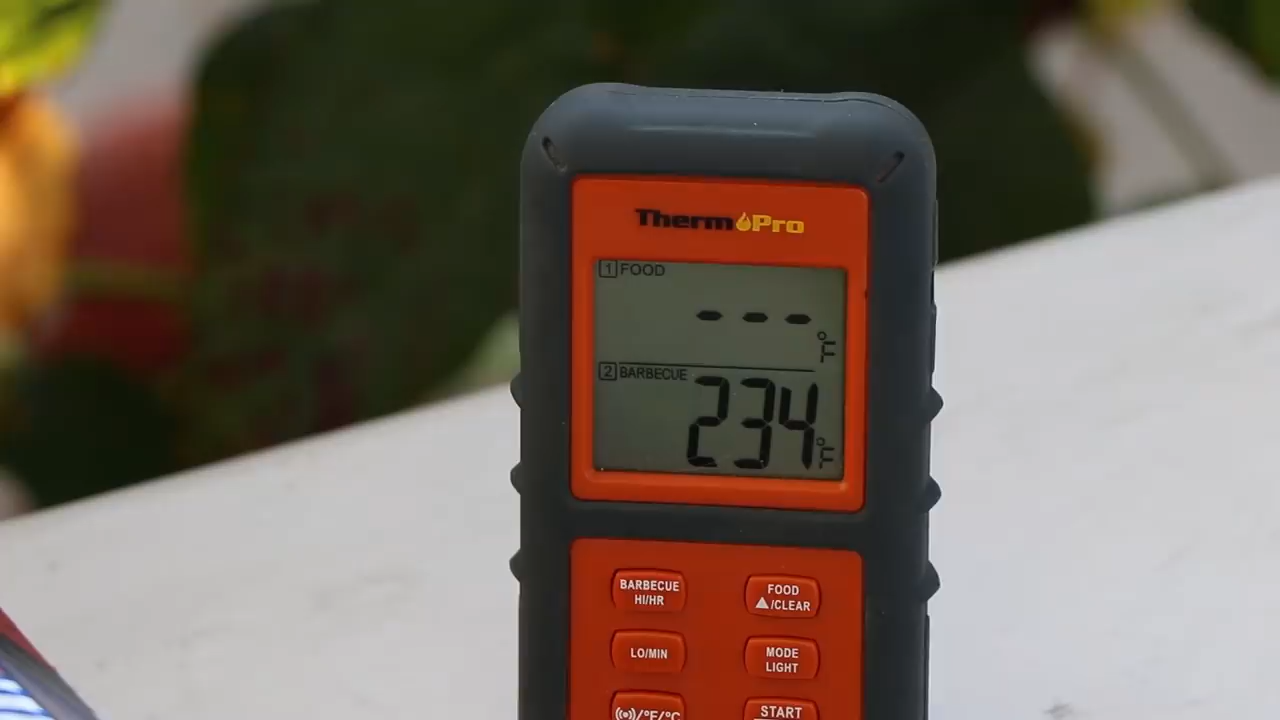 ThermoPro
1 FOOD
- - -
°F
2 BARBECUE
234 °F
BARBECUE
HI/HR
FOOD
▲/CLEAR
LO/MIN
MODE
LIGHT
/°F/°C
START